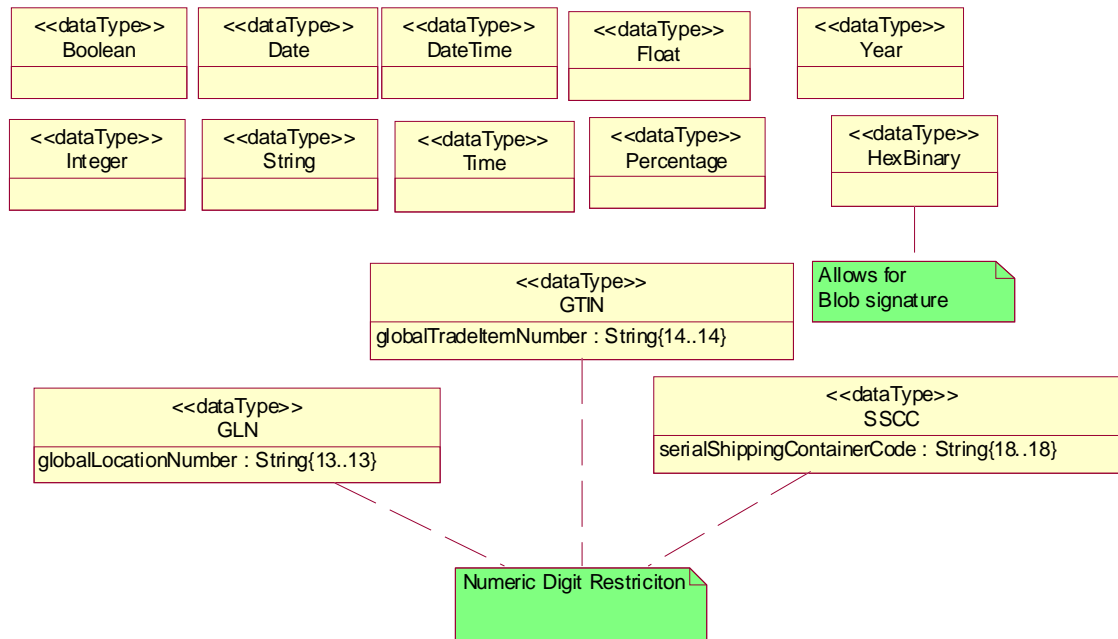 <<dataType>>
Boolean
<<dataType>>
Date
<<dataType>>
DateTime
<<dataType>>
Float
<<dataType>>
Year
<<dataType>>
Integer
<<dataType>>
String
<<dataType>>
Time
<<dataType>>
Percentage
<<dataType>>
HexBinary
Allows for
Blob signature
<<dataType>>
GTIN
globalTradeItemNumber : String{14..14}
<<dataType>>
GLN
globalLocationNumber : String{13..13}
<<dataType>>
SSCC
serialShippingContainerCode : String{18..18}
Numeric Digit Restriciton